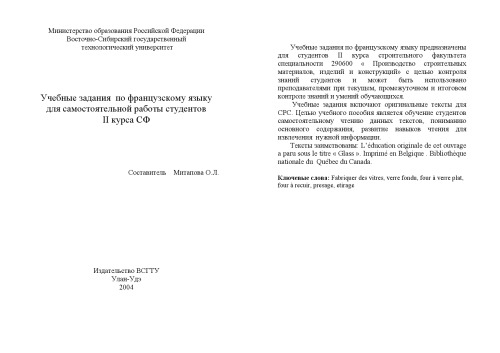 Министерство образования Российской Федерации
Восточно-Сибирский государственный
технологический университет
Учебные задания по французскому языку
для самостоятельной работы студентов
II курса СФ
Составитель Митапова О.Л.
Издательство ВСГТУ
Улан-Удэ
2004
Учебные задания по французскому языку предназначены
для студентов II курса строительного факультета
специальности 290600 « Производство строительных
материалов, изделий и конструкций» с целью контроля
знаний студентов и может быть использовано
преподавателями при текущем, промежуточном и итоговом
контроле знаний и умений обучающихся.
Учебные задания включают оригинальные тексты для
СРС. Целью учебного пособия является обучение студентов
самостоятельному чтению данных текстов, пониманию
основного содержания, развитие навыков чтения для
извлечения нужной информации.
Тексты заимствованы: L’éducation originale de cet ouvrage
a paru sous le titre « Glass». Imprimé en Belgique . Bibliothèque
nationale du Québec du Canada.
Ключевые слова: Fabriquer des vitres, verre fondu, four à verre plat,
four à recuir, presage, etirage